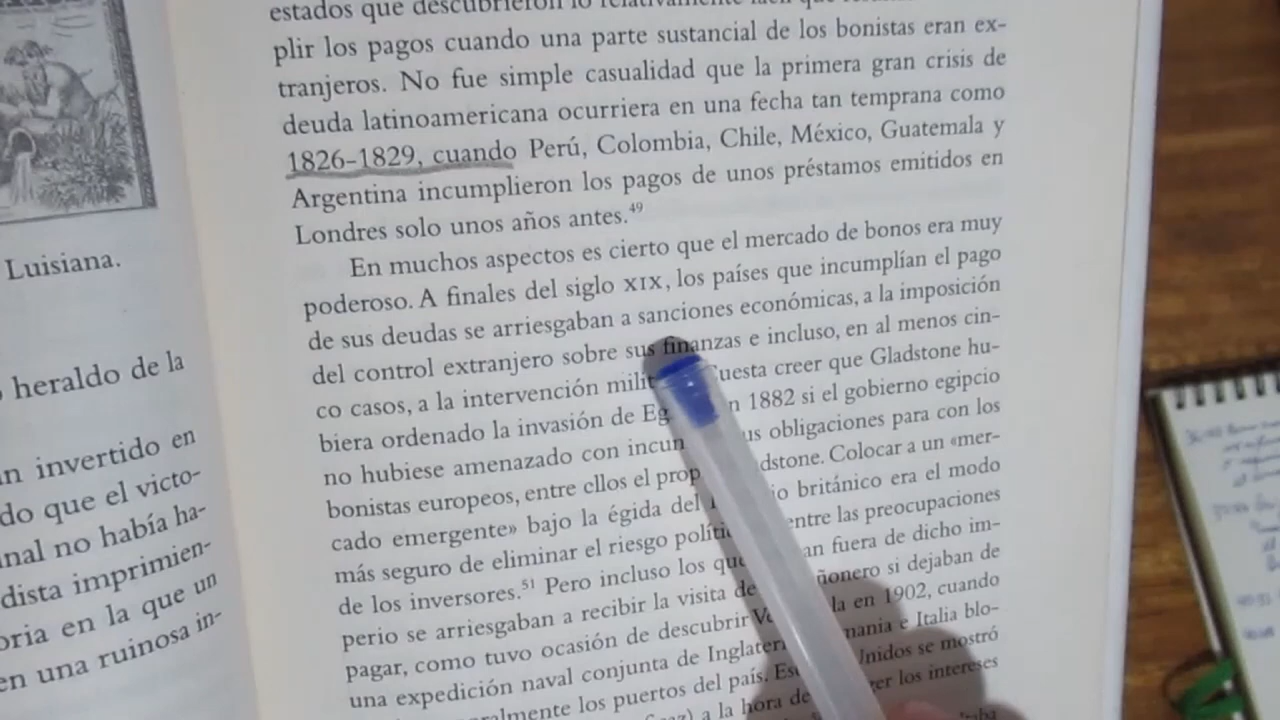 Luisiana.
heraldo de la
invertido en
do que el victo-
nal no había ha-
dista imprimien-
oria en la que un
en una ruinosa in-
estados que descubrieron lo relativamente
plir los pagos cuando una parte sustancial de los bonistas eran ex-
tranjeros. No fue simple casualidad que la primera gran crisis de
deuda latinoamericana ocurriera en una fecha tan temprana como
1826-1829, cuando Perú, Colombia, Chile, México, Guatemala y
Argentina incumplieron los pagos de unos préstamos emitidos en
Londres solo unos años antes.49
En muchos aspectos es cierto que el mercado de bonos era muy
poderoso. A finales del siglo XIX, los países que incumplían el pago
de sus deudas se arriesgaban a sanciones económicas, a la imposición
del control extranjero sobre sus finanzas e incluso, en al menos cin-
co casos, a la intervención milit uesta creer que Gladstone hu-
biera ordenado la invasión de Eg n 1882 si el gobierno egipcio
no hubiese amenazado con incun us obligaciones para con los
bonistas europeos, entre ellos el prop dstone. Colocar a un «mer-
cado emergente» bajo la égida del io británico era el modo
más seguro de eliminar el riesgo políti entre las preocupaciones
de los inversores.51 Pero incluso los que an fuera de dicho im-
perio se arriesgaban a recibir la visita de ñonero si dejaban de
pagar, como tuvo ocasión de descubrir la en 1902, cuando
una expedición naval conjunta de Inglater mania e Italia blo-
los puertos del país. Es Unidos se mostró
a la hora de ger los intereses